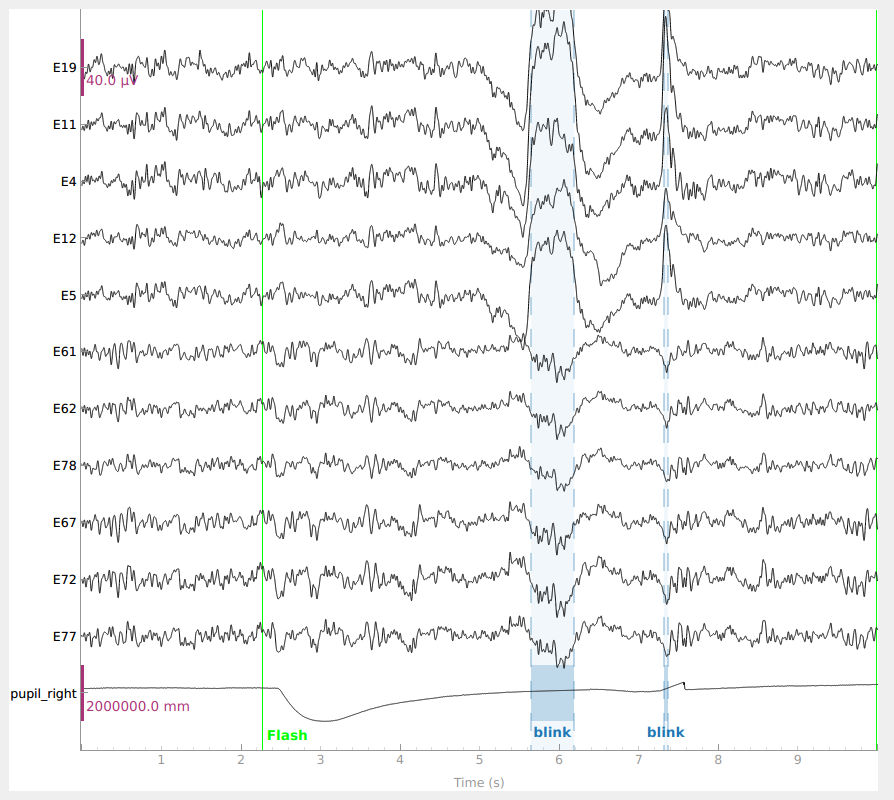 E19
40.0 µV
E11
E4
E12
E5
E61
E62
E78
E67
E72
E77
pupil_right
2000000.0 mm
Flash
blink
blink
1 2 3 4 5 6 7 8 9
Time (s)